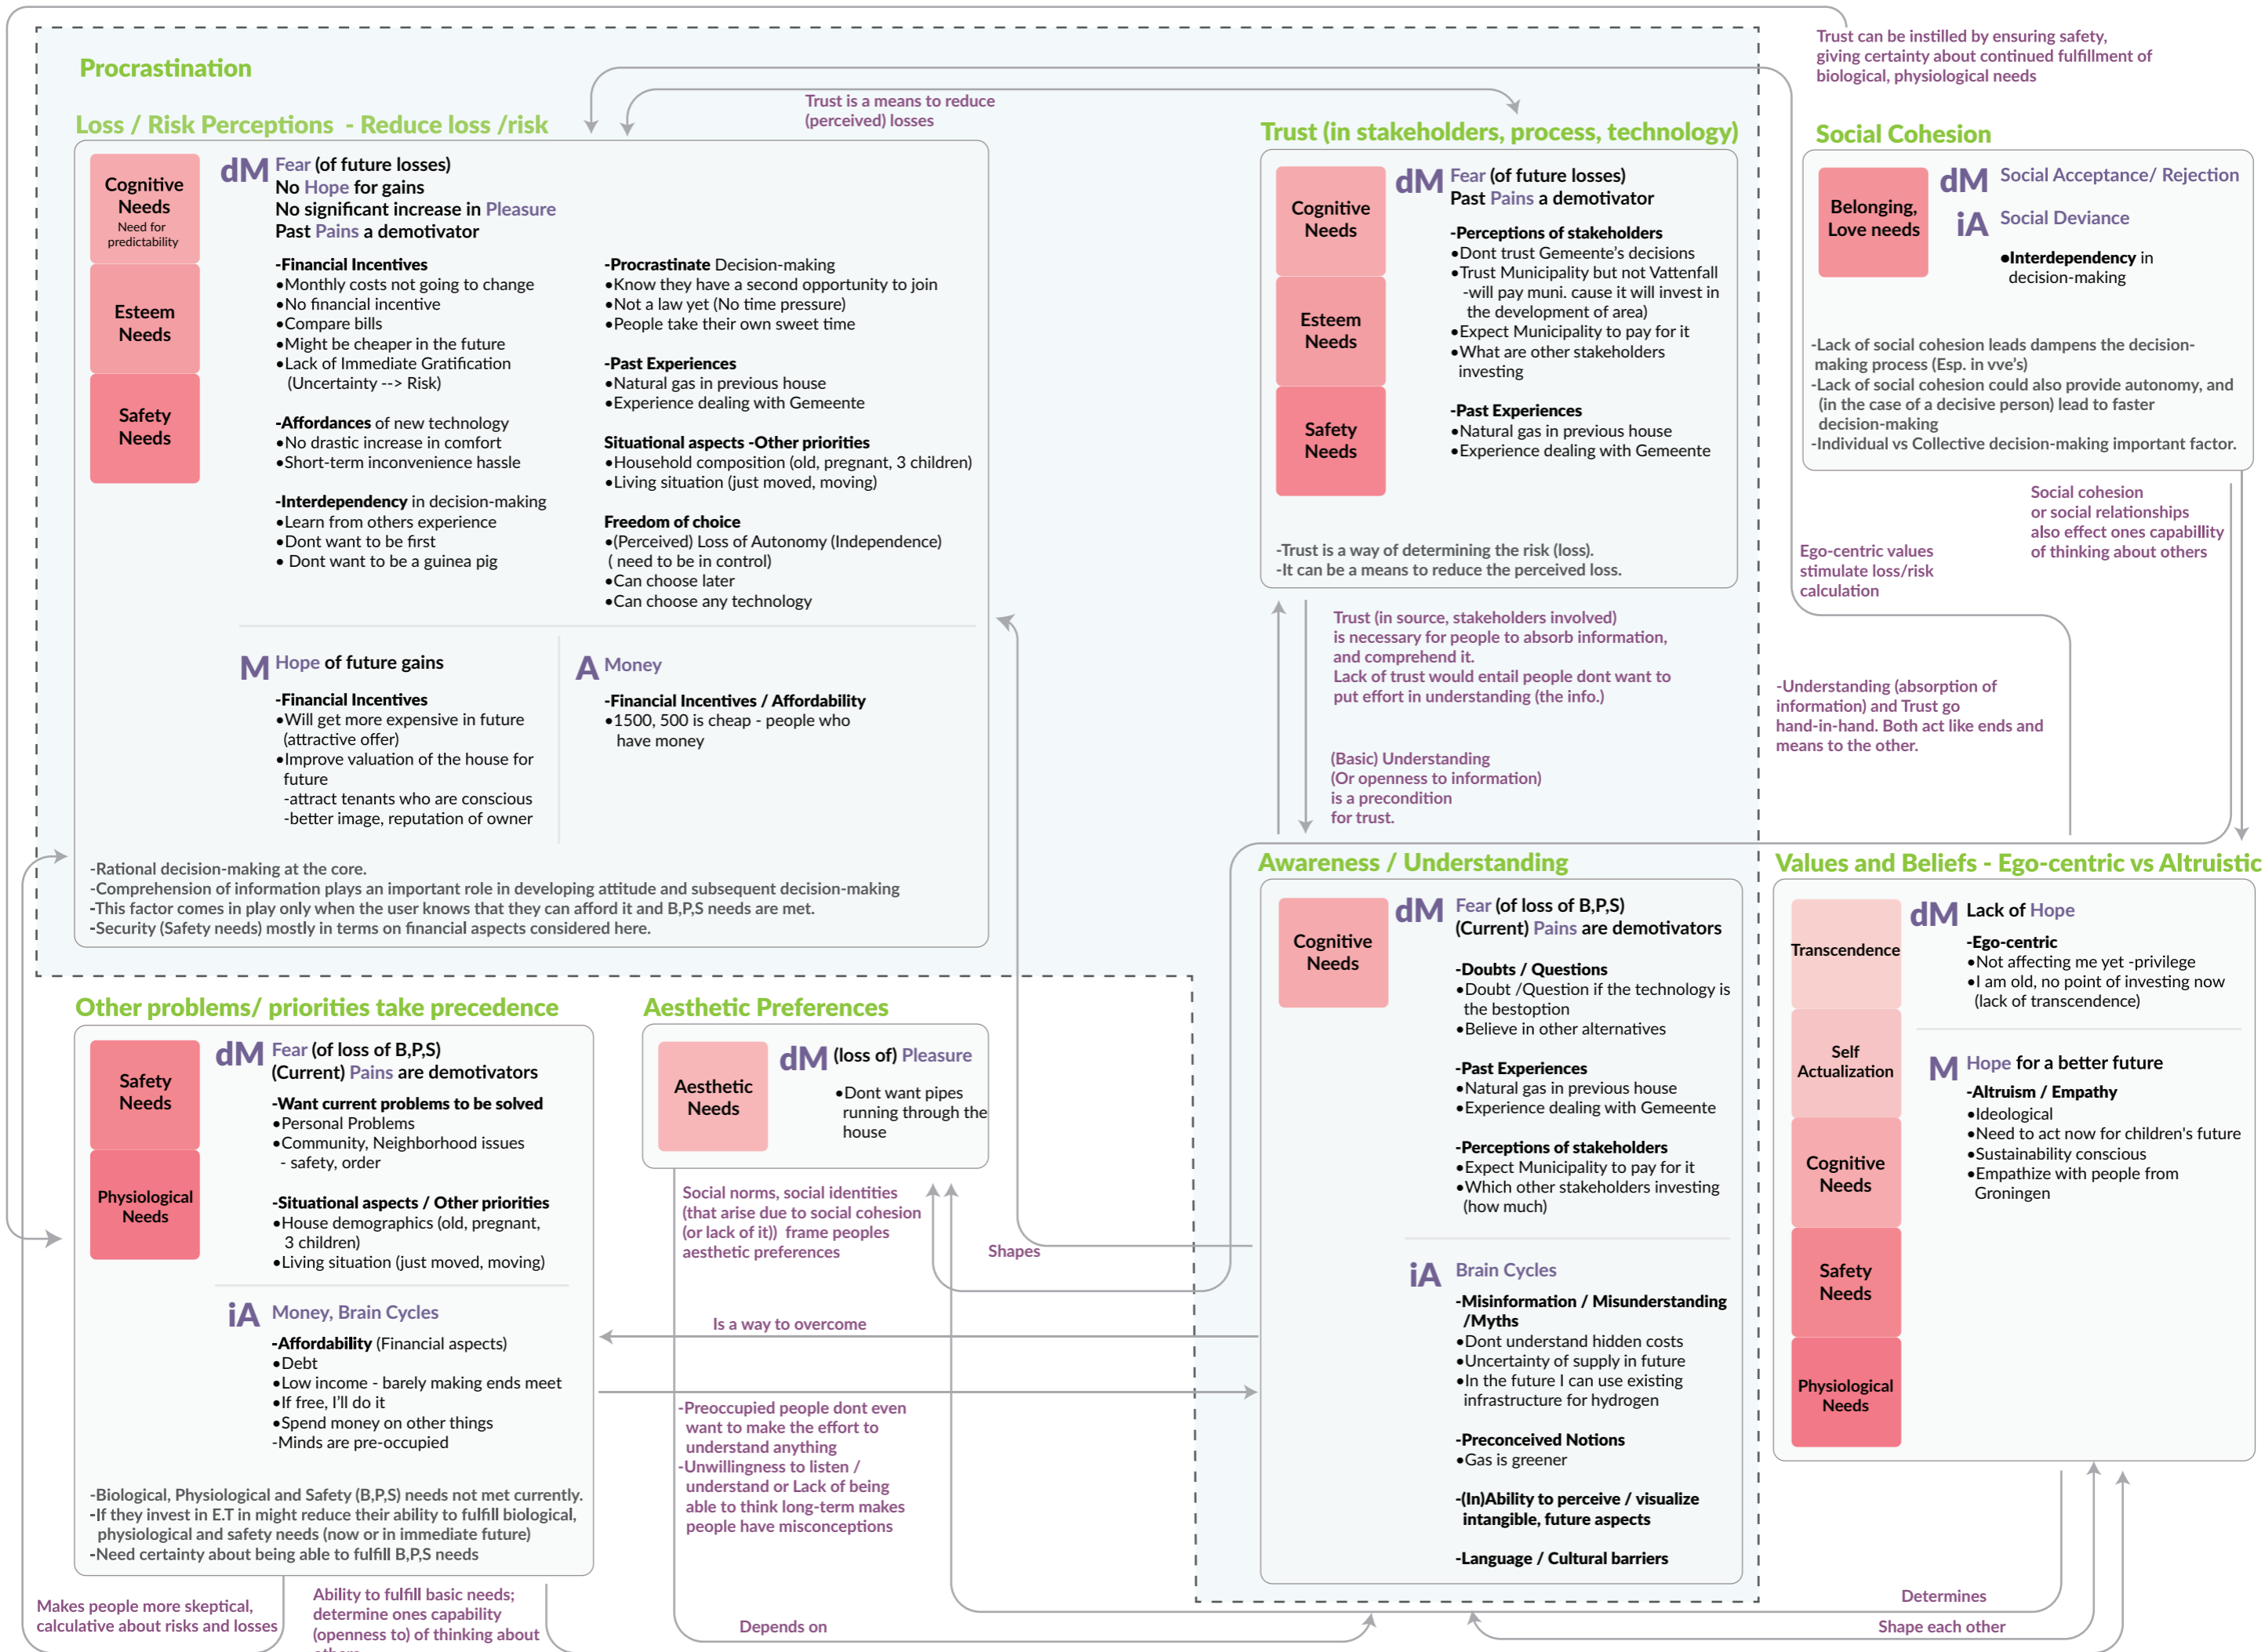 Procrastination
Loss / Risk Perceptions - Reduce loss /risk
Cognitive
Needs
Need for
predictability
Esteem
Needs
Safety
Needs
dM
Fear (of future losses)
No Hope for gains
No significant increase in Pleasure
Past Pains a demotivator
-Financial Incentives
•Monthly costs not going to change
•No financial incentive
•Compare bills
•Might be cheaper in the future
•Lack of Immediate Gratification
(Uncertainty --> Risk)
-Affordances of new technology
•No drastic increase in comfort
•Short-term inconvenience hassle
-Interdependency in decision-making
•Learn from others experience
•Dont want to be first
• Dont want to be a guinea pig
-Procrastinate Decision-making
•Know they have a second opportunity to join
•Not a law yet (No time pressure)
•People take their own sweet time
-Past Experiences
•Natural gas in previous house
•Experience dealing with Gemeente
Situational aspects -Other priorities
•Household composition (old, pregnant, 3 children)
•Living situation (just moved, moving)
Freedom of choice
•(Perceived) Loss of Autonomy (Independence)
( need to be in control)
•Can choose later
•Can choose any technology
M
Hope of future gains
-Financial Incentives
•Will get more expensive in future
(attractive offer)
•Improve valuation of the house for
future
-attract tenants who are conscious
-better image, reputation of owner
A
Money
-Financial Incentives / Affordability
•1500, 500 is cheap - people who
have money
-Rational decision-making at the core.
-Comprehension of information plays an important role in developing attitude and subsequent decision-making
-This factor comes in play only when the user knows that they can afford it and B,P,S needs are met.
-Security (Safety needs) mostly in terms on financial aspects considered here.
Trust is a means to reduce
(perceived) losses
Trust (in stakeholders, process, technology)
Cognitive
Needs
Esteem
Needs
Safety
Needs
dM
Fear (of future losses)
Past Pains a demotivator
-Perceptions of stakeholders
•Dont trust Gemeente's decisions
•Trust Municipality but not Vattenfall
-will pay muni. cause it will invest in
the development of area)
•Expect Municipality to pay for it
•What are other stakeholders
investing
-Past Experiences
•Natural gas in previous house
•Experience dealing with Gemeente
-Trust is a way of determining the risk (loss).
-It can be a means to reduce the perceived loss.
Trust can be instilled by ensuring safety,
giving certainty about continued fulfillment of
biological, physiological needs
Social Cohesion
Belonging,
Love needs
dM
Social Acceptance/ Rejection
iA
Social Deviance
•Interdependency in
decision-making
-Lack of social cohesion leads dampens the decision-
making process (Esp. in vve's)
-Lack of social cohesion could also provide autonomy, and
(in the case of a decisive person) lead to faster
decision-making
-Individual vs Collective decision-making important factor.
Social cohesion
or social relationships
also effect ones capabillity
of thinking about others
Ego-centric values
stimulate loss/risk
calculation
Trust (in source, stakeholders involved)
is necessary for people to absorb information,
and comprehend it.
Lack of trust would entail people dont want to
put effort in understanding (the info.)
-Understanding (absorption of
information) and Trust go
hand-in-hand. Both act like ends and
means to the other.
(Basic) Understanding
(Or openness to information)
is a precondition
for trust.
Awareness / Understanding
Cognitive
Needs
dM
Fear (of loss of B,P,S)
(Current) Pains are demotivators
-Doubts / Questions
•Doubt /Question if the technology is
the bestoption
•Believe in other alternatives
-Past Experiences
•Natural gas in previous house
•Experience dealing with Gemeente
-Perceptions of stakeholders
•Expect Municipality to pay for it
•Which other stakeholders investing
(how much)
iA
Brain Cycles
-Misinformation / Misunderstanding
/Myths
•Dont understand hidden costs
•Uncertainty of supply in future
•In the future I can use existing
infrastructure for hydrogen
-Preconceived Notions
•Gas is greener
-(In)Ability to perceive / visualize
intangible, future aspects
-Language / Cultural barriers
Values and Beliefs - Ego-centric vs Altruistic
Transcendence
Self
Actualization
Cognitive
Needs
Safety
Needs
Physiological
Needs
dM
Lack of Hope
-Ego-centric
•Not affecting me yet -privilege
•I am old, no point of investing now
(lack of transcendence)
M
Hope for a better future
-Altruism / Empathy
•Ideological
•Need to act now for children's future
•Sustainability conscious
•Empathize with people from
Groningen
Other problems/ priorities take precedence
Safety
Needs
Physiological
Needs
dM
Fear (of loss of B,P,S)
(Current) Pains are demotivators
-Want current problems to be solved
•Personal Problems
•Community, Neighborhood issues
- safety, order
-Situational aspects / Other priorities
•House demographics (old, pregnant,
3 children)
•Living situation (just moved, moving)
iA
Money, Brain Cycles
-Affordability (Financial aspects)
•Debt
•Low income - barely making ends meet
•If free, I'll do it
•Spend money on other things
-Minds are pre-occupied
-Biological, Physiological and Safety (B,P,S) needs not met currently.
-If they invest in E.T in might reduce their ability to fulfill biological,
physiological and safety needs (now or in immediate future)
-Need certainty about being able to fulfill B,P,S needs
Aesthetic Preferences
Aesthetic
Needs
dM
(loss of) Pleasure
•Dont want pipes
running through the
house
Social norms, social identities
(that arise due to social cohesion
(or lack of it)) frame peoples
aesthetic preferences
Shapes
Is a way to overcome
-Preoccupied people dont even
want to make the effort to
understand anything
-Unwillingness to listen /
understand or Lack of being
able to think long-term makes
people have misconceptions
Makes people more skeptical,
calculative about risks and losses
Ability to fulfill basic needs;
determine ones capability
(openness to) of thinking about
Depends on
Determines
Shape each other